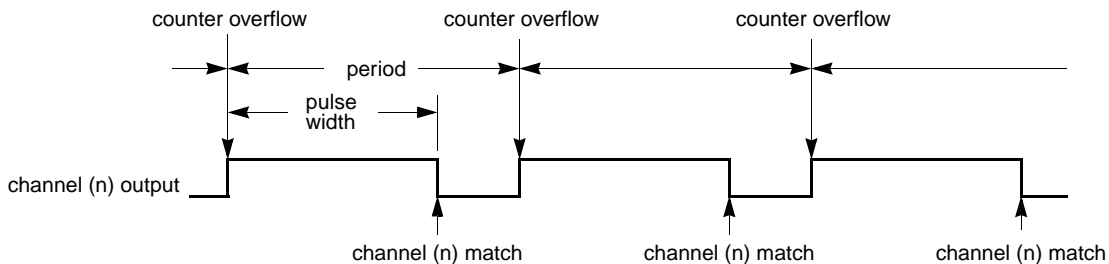 counter overflow
counter overflow
counter overflow
period
pulse
width
channel (n) output
channel (n) match
channel (n) match
channel (n) match